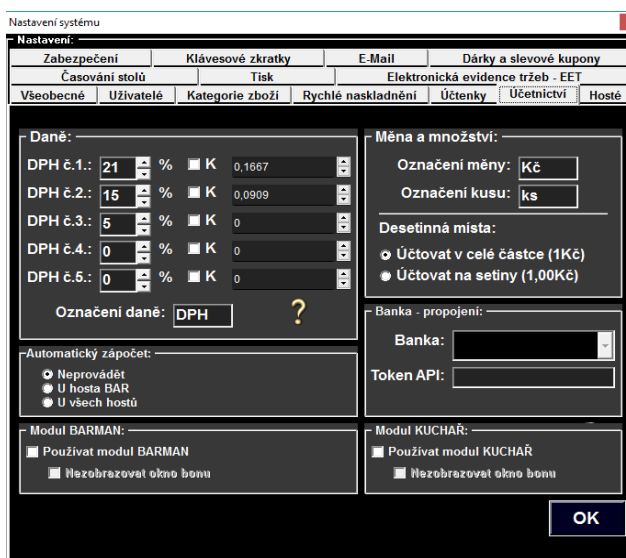 Nastavení systému
Nastavení:
Zabezpečení Klávesové zkratky E-Mail Dárky a slevové kupony
Časování stolů Tisk Elektronická evidence tržeb - EET
Všeobecné Uživatelé Kategorie zboží Rychlé naskladnění Účtenky Účetnictví Hosté
Daně:
DPH č.1.: 21 % K 0,1667
DPH č.2.: 15 % K 0,0909
DPH č.3.: 5 % K 0
DPH č.4.: 0 % K 0
DPH č.5.: 0 % K 0
Označení daně: DPH ?
Měna a množství:
Označení měny: Kč
Označení kusu: ks
Desetinná místa:
Účtovat v celé částce (1Kč)
Účtovat na setiny (1,00Kč)
Automatický zápočet:
Neprovádět
U hosta BAR
U všech hostů
Banka - propojení:
Banka:
Token API:
Modul BARMAN:
Používat modul BARMAN
Nezobrazovat okno bonu
Modul KUCHAŘ:
Používat modul KUCHAŘ
Nezobrazovat okno bonu
OK